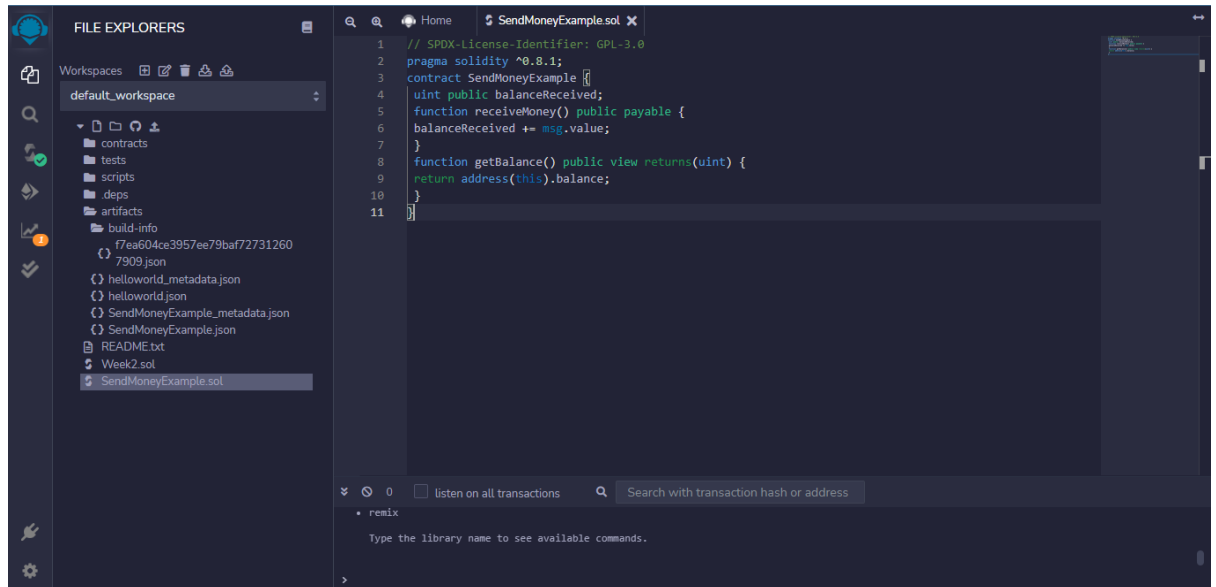 FILE EXPLORERS
Workspaces
default_workspace
contracts
tests
scripts
.deps
artifacts
build-info
f7ea604ce3957ee79baf72731260
7909.json
helloworld_metadata.json
helloworld.json
SendMoneyExample_metadata.json
SendMoneyExample.json
README.txt
Week2.sol
SendMoneyExample.sol
1
Home
SendMoneyExample.sol
1 // SPDX-License-Identifier: GPL-3.0
2 pragma solidity ^0.8.1;
3 contract SendMoneyExample {
4 uint public balanceReceived;
5 function receiveMoney() public payable {
6 balanceReceived += msg.value;
7 }
8 function getBalance() public view returns(uint) {
9 return address(this).balance;
10 }
11 }
0 listen on all transactions Search with transaction hash or address
• remix
Type the library name to see available commands.
>